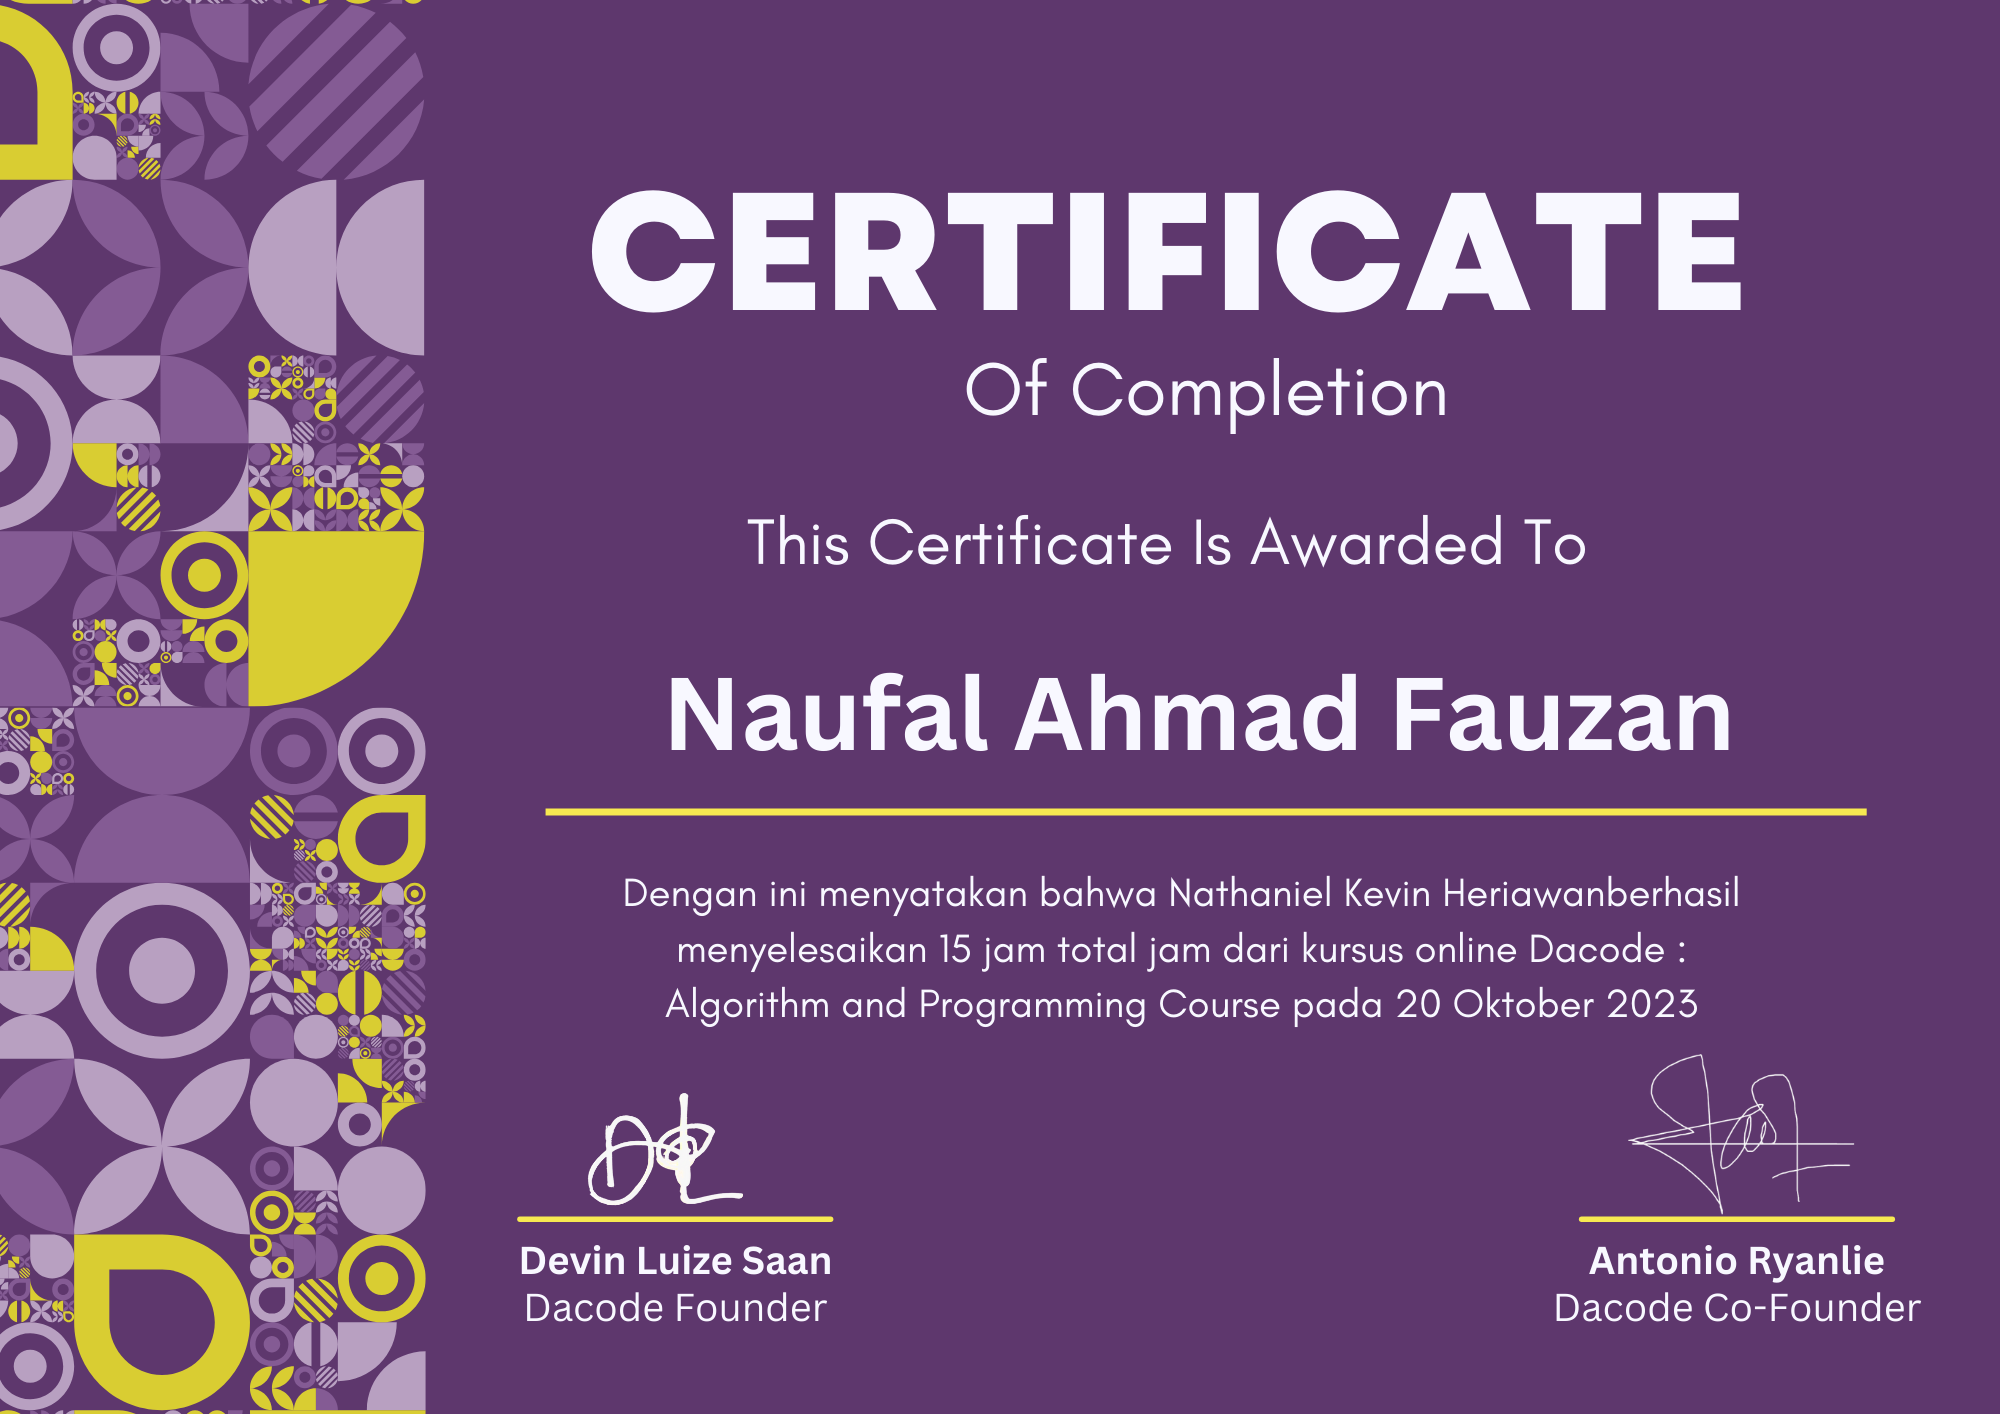 CERTIFICATE
Of Completion
This Certificate Is Awarded To
Naufal Ahmad Fauzan
Dengan ini menyatakan bahwa Nathaniel Kevin Heriawanberhasil
menyelesaikan 15 jam total jam dari kursus online Dacode :
Algorithm and Programming Course pada 20 Oktober 2023
Devin Luize Saan
Dacode Founder
Antonio Ryanlie
Dacode Co-Founder